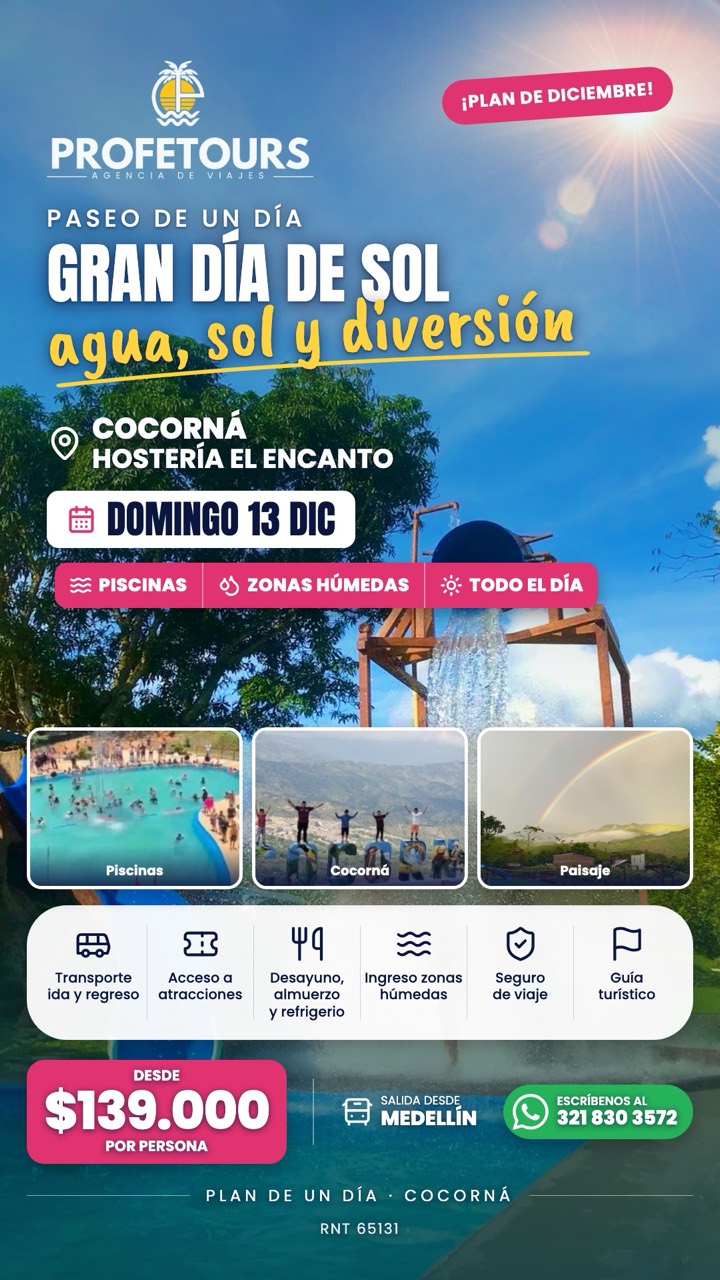 ¡PLAN DE DICIEMBRE!
PROFETOURS
AGENCIA DE VIAJES
PASEO DE UN DÍA
GRAN DÍA DE SOL
agua, sol y diversión
COCORNÁ
HOSTERÍA EL ENCANTO
DOMINGO 13 DIC
PISCINAS ZONAS HÚMEDAS TODO EL DÍA
COCORNÁ
Piscinas
Cocorná
Paisaje
Transporte
ida y regreso
Acceso a
atracciones
Desayuno,
almuerzo
y refrigerio
Ingreso zonas
húmedas
Seguro
de viaje
Guía
turístico
DESDE
$139.000
POR PERSONA
SALIDA DESDE
MEDELLÍN
ESCRÍBENOS AL
321 830 3572
PLAN DE UN DÍA · COCORNÁ
RNT 65131